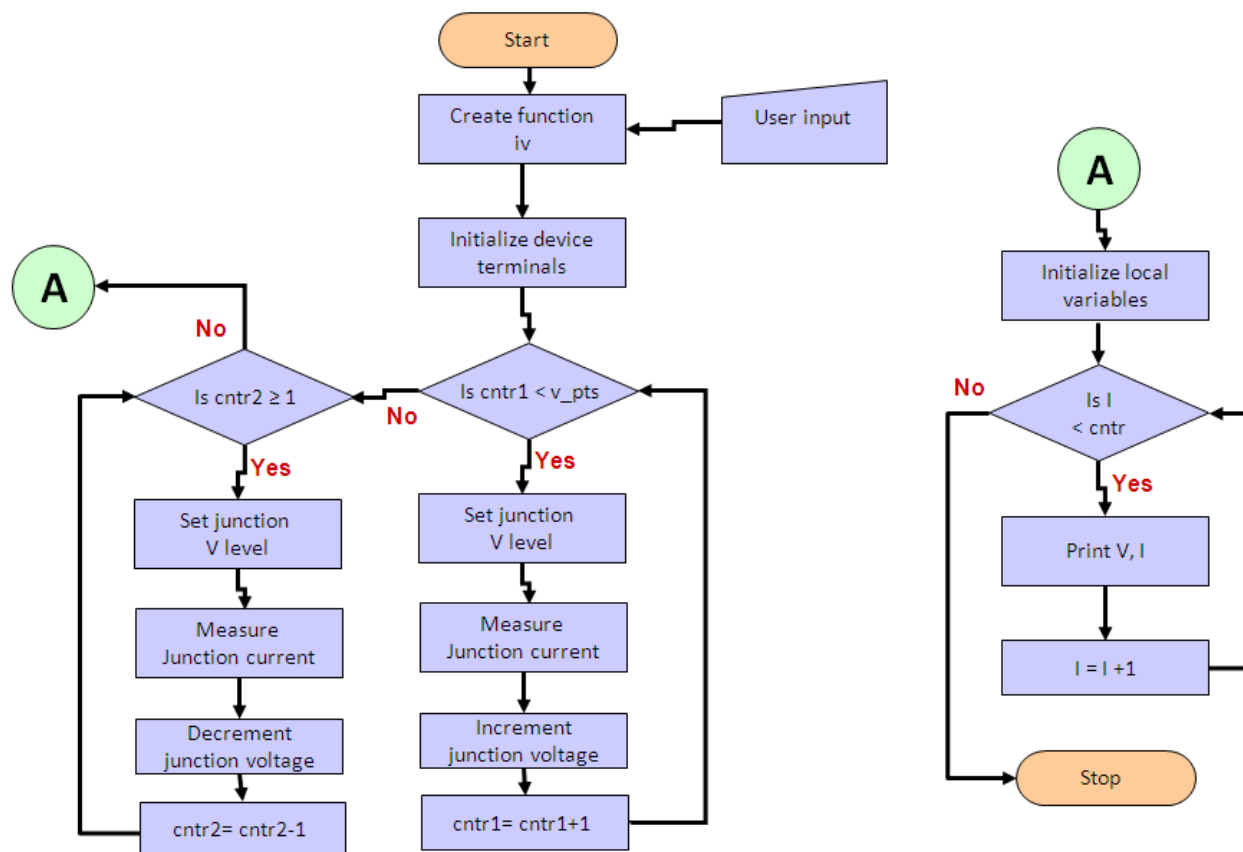 Start
Create function
iv
User input
Initialize device
terminals
Is cntr1 < v_pts
Yes
No
Set junction
V level
Measure
Junction current
Increment
junction voltage
cntr1= cntr1+1
Is cntr2 ≥ 1
No
Yes
Set junction
V level
Measure
Junction current
Decrement
junction voltage
cntr2= cntr2-1
A
A
Initialize local
variables
Is I
< cntr
No
Yes
Print V, I
I = I +1
Stop